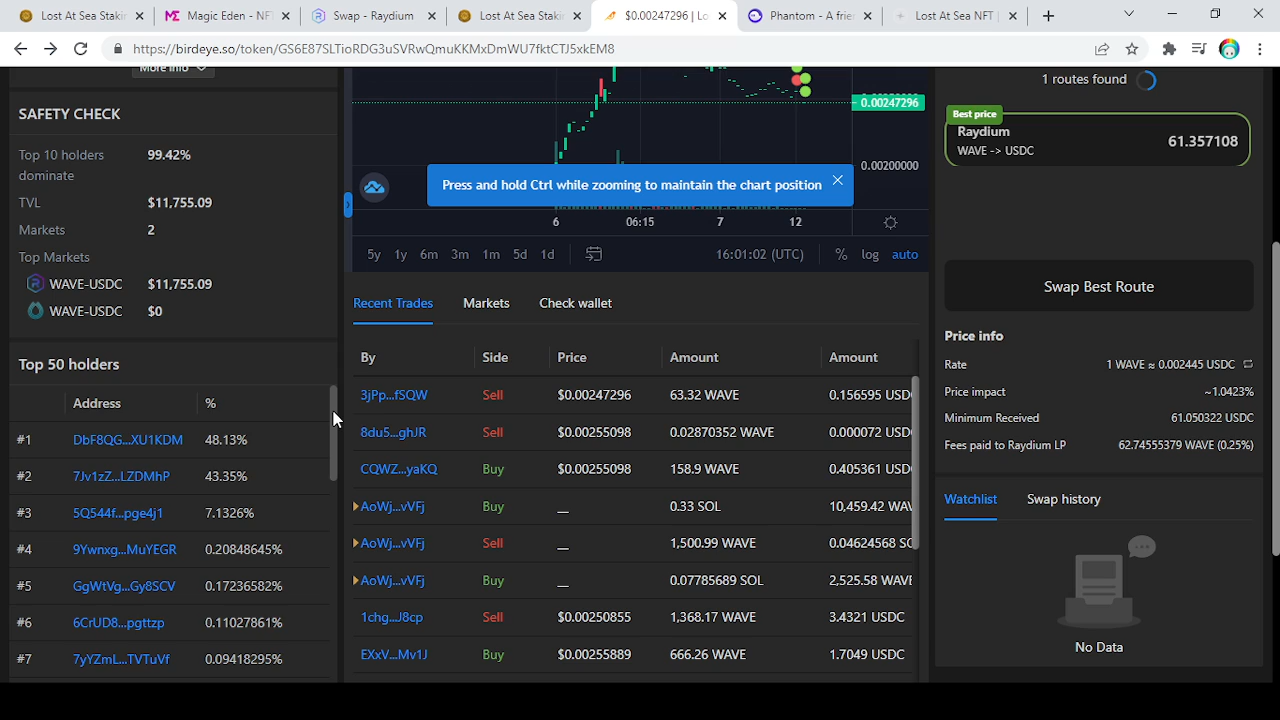 Lost At Sea Stakin
Magic Eden - NFT
Swap - Raydium
Lost At Sea Stakin
$0.00247296 | Lo
Phantom - A frie
Lost At Sea NFT |
https://birdeye.so/token/GS6E87SLTioRDG3uSVRwQmuKKMxDmWU7fktCTJ5xkEM8
More info
SAFETY CHECK
Top 10 holders dominate 99.42%
TVL $11,755.09
Markets 2
Top Markets
WAVE-USDC $11,755.09
WAVE-USDC $0
Top 50 holders
Address %
#1 DbF8QG...XU1KDM 48.13%
#2 7Jv1zZ...LZDMhP 43.35%
#3 5Q544f...pge4j1 7.1326%
#4 9Ywnxg...MuYEGR 0.20848645%
#5 GgWtVg...Gy8SCV 0.17236582%
#6 6CrUD8...pgttzp 0.11027861%
#7 7yYZmL...TVTuVf 0.09418295%
0.00247296
0.00200000
Press and hold Ctrl while zooming to maintain the chart position
6 06:15 7 12
5y 1y 6m 3m 1m 5d 1d 16:01:02 (UTC) % log auto
Recent Trades Markets Check wallet
By Side Price Amount Amount
3jPp...fSQW Sell $0.00247296 63.32 WAVE 0.156595 USD
8du5...ghJR Sell $0.00255098 0.02870352 WAVE 0.000072 USD
CQWZ...yaKQ Buy $0.00255098 158.9 WAVE 0.405361 USD
AoWj...vVFj Buy __ 0.33 SOL 10,459.42 WAV
AoWj...vVFj Sell __ 1,500.99 WAVE 0.04624568 SO
AoWj...vVFj Buy __ 0.07785689 SOL 2,525.58 WAVE
1chg...J8cp Sell $0.00250855 1,368.17 WAVE 3.4321 USDC
EXxV...Mv1J Buy $0.00255889 666.26 WAVE 1.7049 USDC
1 routes found
Best price
Raydium
WAVE -> USDC 61.357108
Swap Best Route
Price info
Rate 1 WAVE ≈ 0.002445 USDC
Price impact ~1.0423%
Minimum Received 61.050322 USDC
Fees paid to Raydium LP 62.74555379 WAVE (0.25%)
Watchlist Swap history
No Data